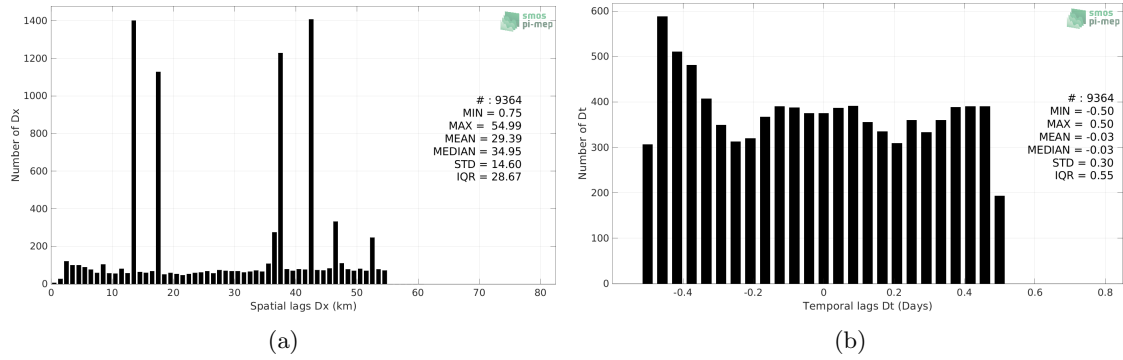 1400
1200
1000
800
600
400
200
0
Number of Dx
0 10 20 30 40 50 60 70 80
Spatial lags Dx (km)
smos
pi-mep
# : 9364
MIN = 0.75
MAX = 54.99
MEAN = 29.39
MEDIAN = 34.95
STD = 14.60
IQR = 28.67
(a)
600
500
400
300
200
100
0
Number of Dt
-0.4 -0.2 0 0.2 0.4 0.6 0.8
Temporal lags Dt (Days)
smos
pi-mep
# : 9364
MIN = -0.50
MAX = 0.50
MEAN = -0.03
MEDIAN = -0.03
STD = 0.30
IQR = 0.55
(b)